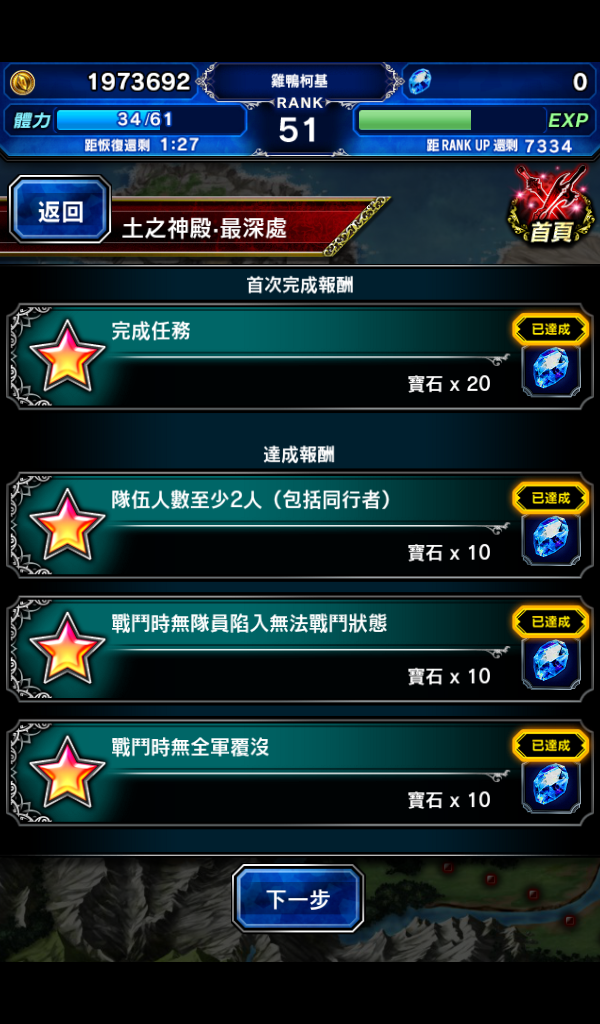 1973692
雞鴨柯基
0
RANK
51
體力
34/61
EXP
距恢復還剩 1:27
距RANK UP 還剩 7334
返回
土之神殿·最深處
首頁
首次完成報酬
完成任務
已達成
寶石 x 20
達成報酬
隊伍人數至少2人（包括同行者）
已達成
寶石 x 10
戰鬥時無隊員陷入無法戰鬥狀態
已達成
寶石 x 10
戰鬥時無全軍覆沒
已達成
寶石 x 10
下一步